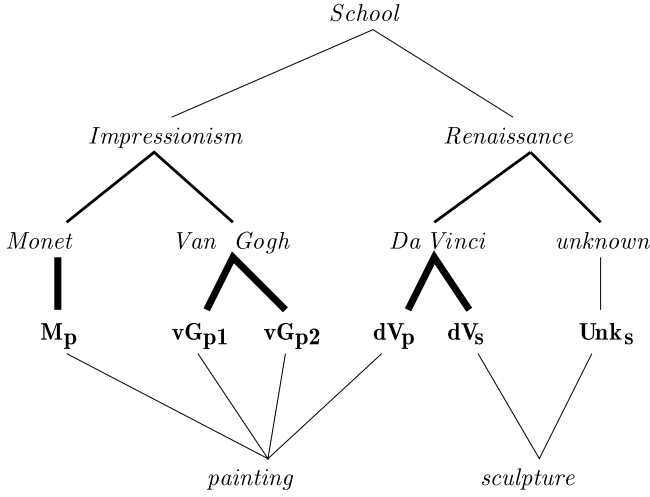 School
Impressionism Renaissance
Monet Van Gogh Da Vinci unknown
Mp vGp1 vGp2 dVp dVs Unks
painting sculpture